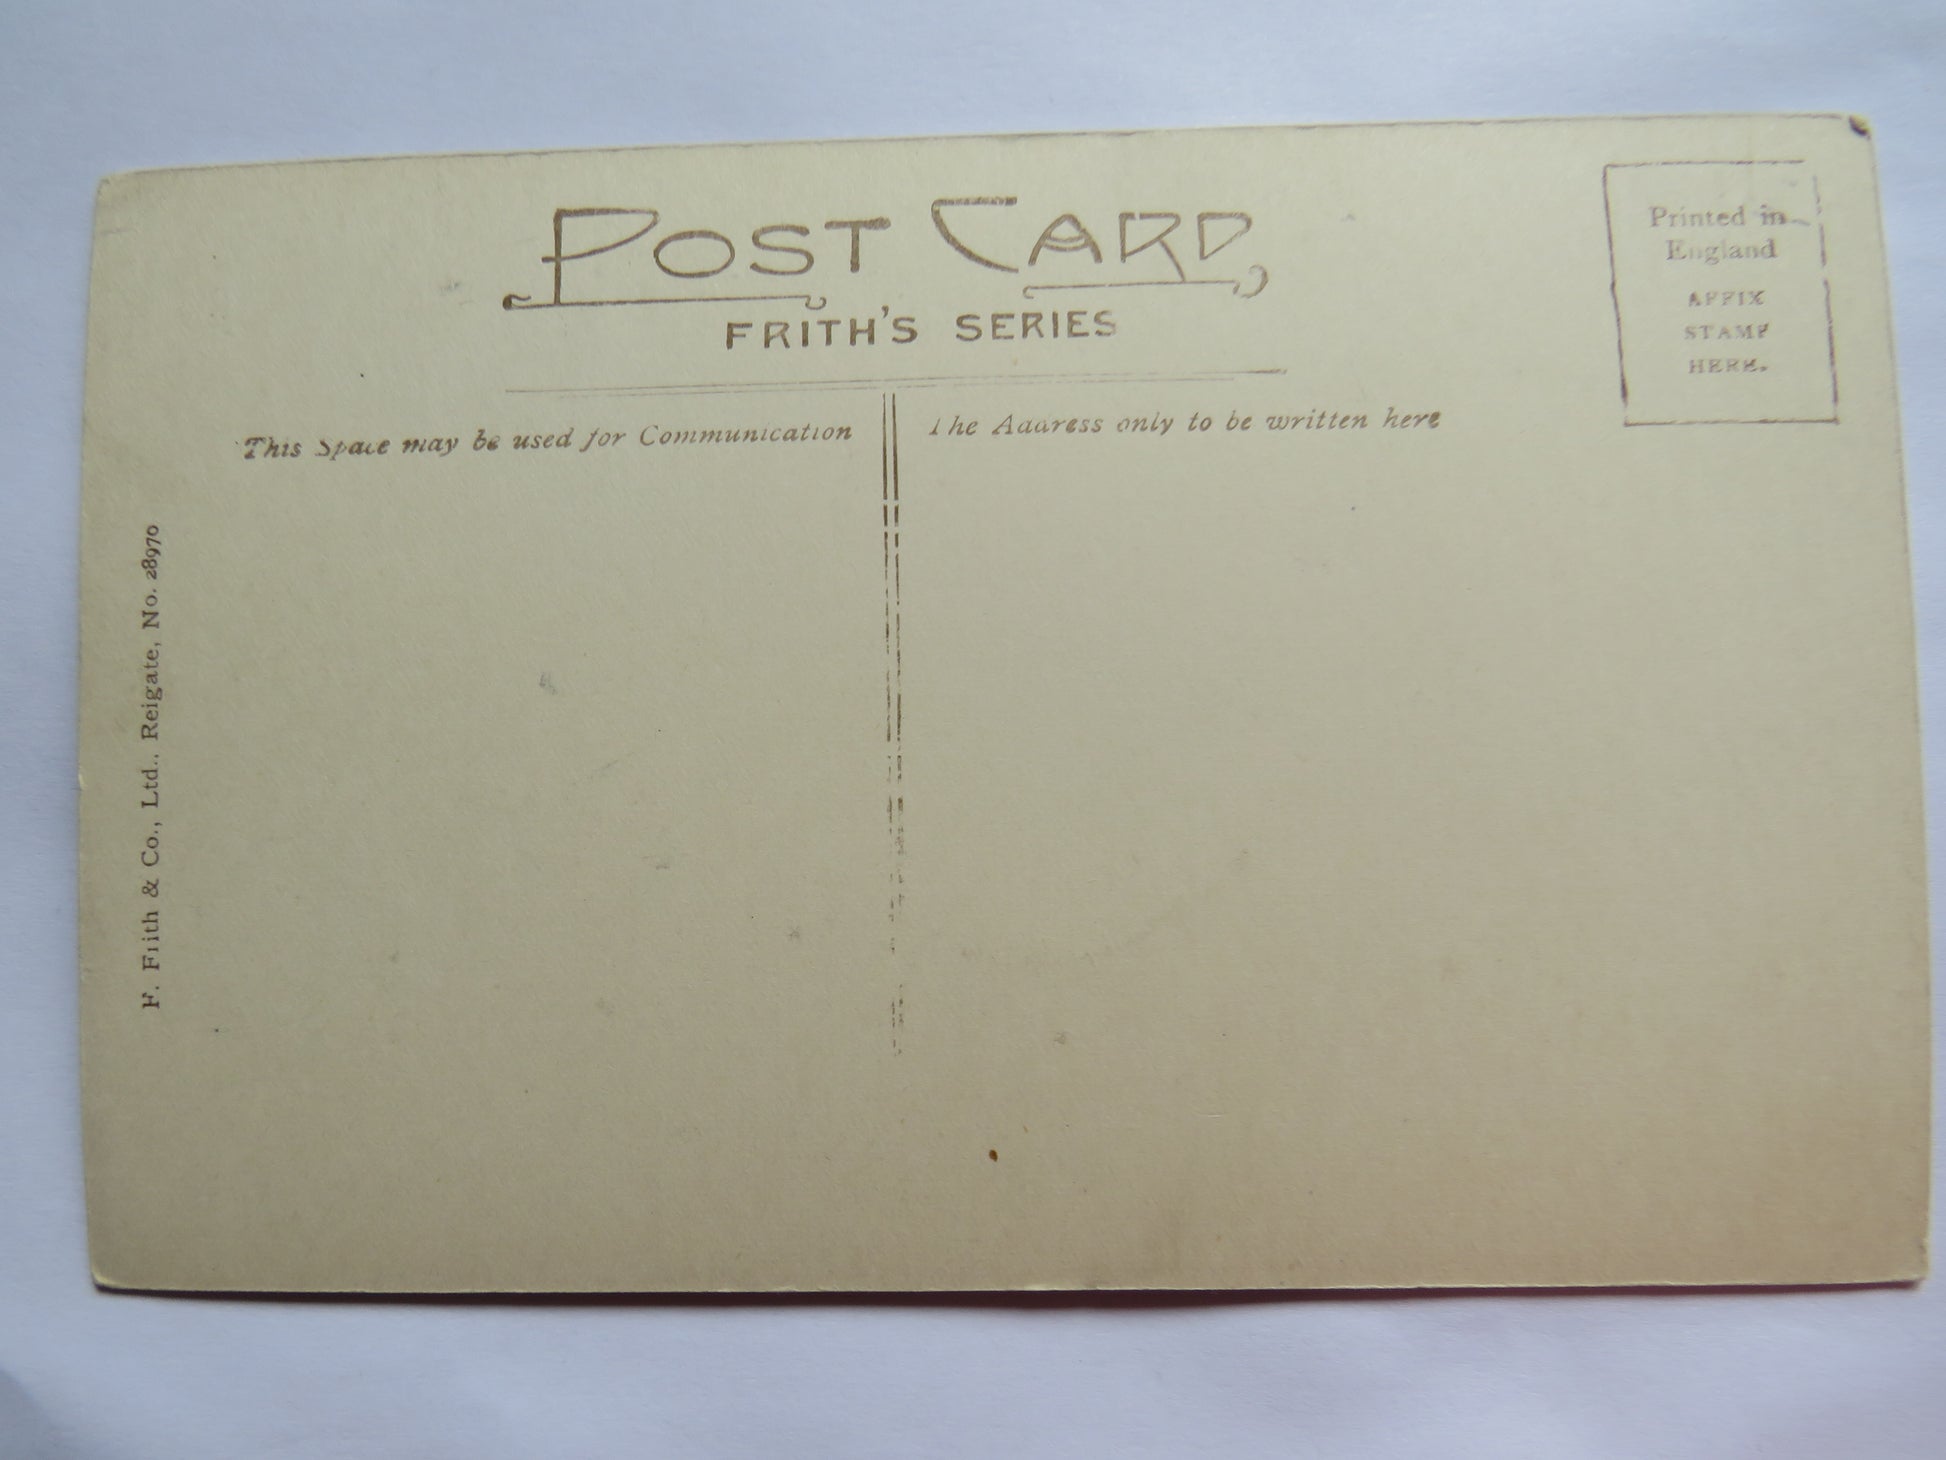 POST CARD
FRITH'S SERIES
Printed in
England
AFFIX
STAMP
HERE.
This Space may be used for Communication
The Address only to be written here
F. Frith & Co., Ltd., Reigate, No. 28970